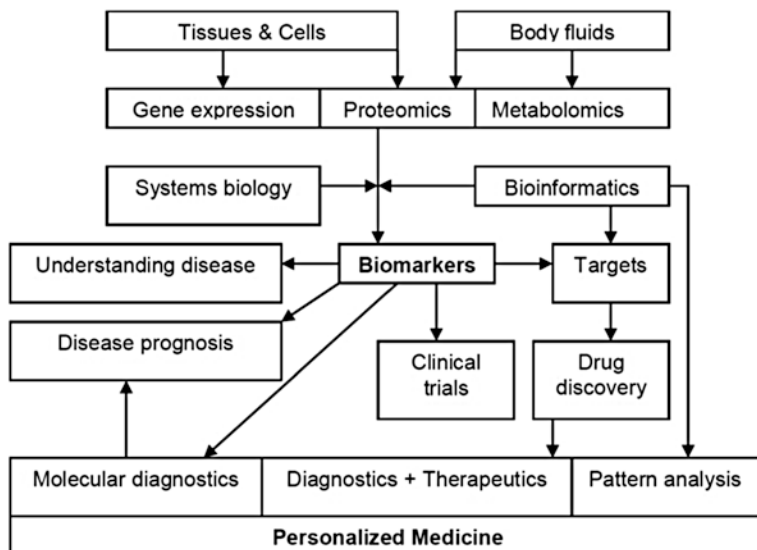 Tissues & Cells
Body fluids
Gene expression
Proteomics
Metabolomics
Systems biology
Bioinformatics
Understanding disease
Biomarkers
Targets
Disease prognosis
Clinical
trials
Drug
discovery
Molecular diagnostics
Diagnostics + Therapeutics
Pattern analysis
Personalized Medicine